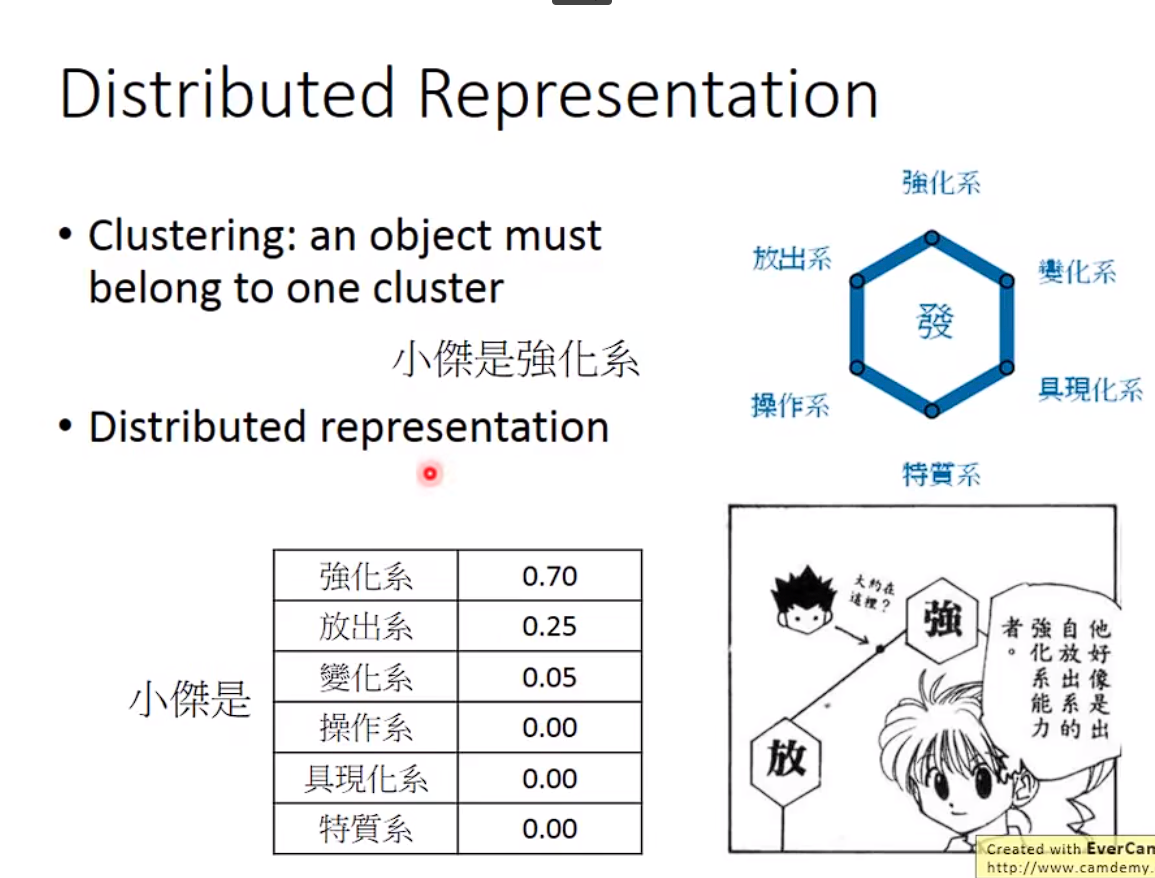 Distributed Representation
• Clustering: an object must
belong to one cluster
小傑是強化系
• Distributed representation
小傑是
強化系 0.70
放出系 0.25
變化系 0.05
操作系 0.00
具現化系 0.00
特質系 0.00
強化系
放出系
變化系
發
操作系
具現化系
特質系
大約在
這裡?
強
他好像是出
自放出系的
強化系能力
者。
放
Created with EverCam
http://www.camdemy.